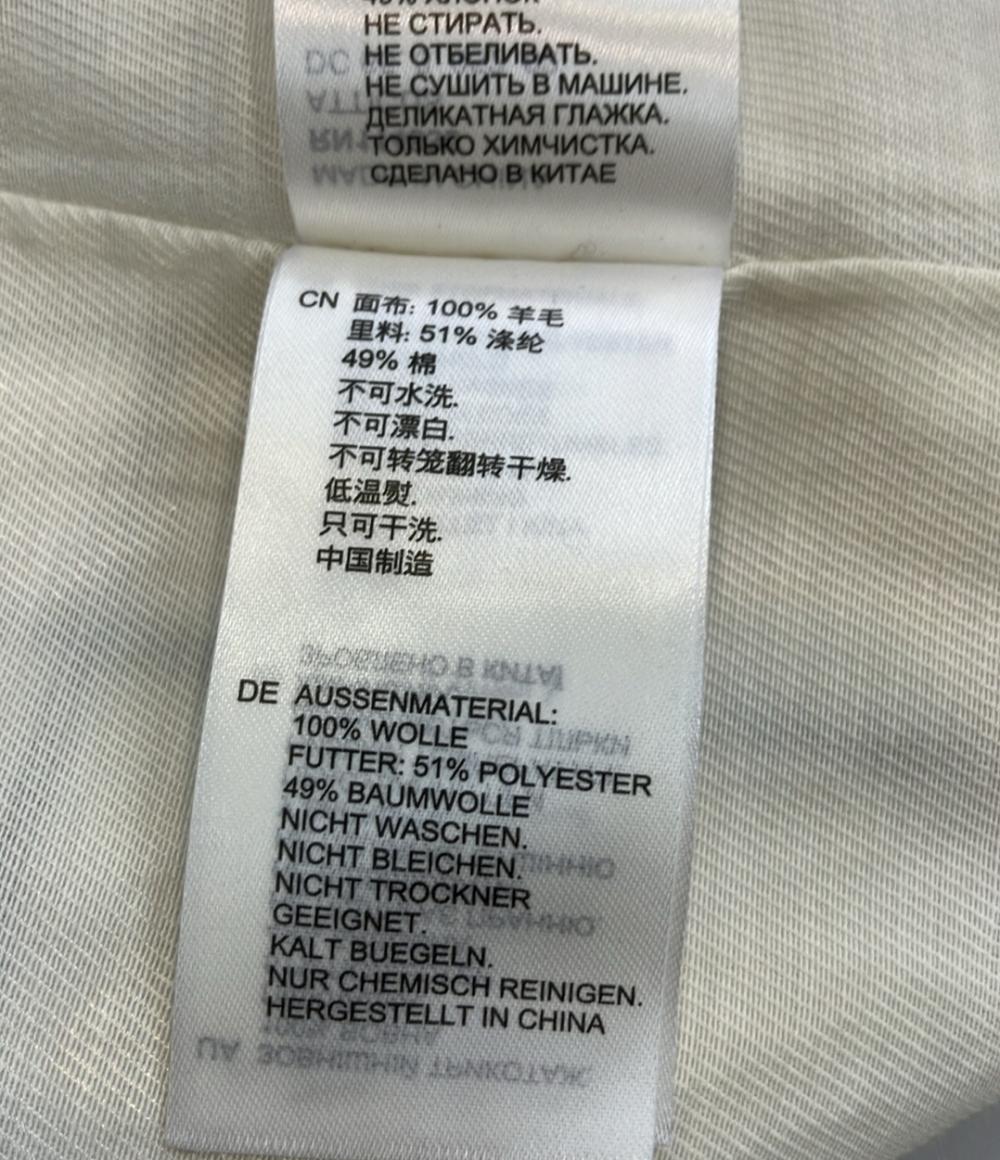 49% ХЛОПОК
НЕ СТИРАТЬ.
НЕ ОТБЕЛИВАТЬ.
НЕ СУШИТЬ В МАШИНЕ.
ДЕЛИКАТНАЯ ГЛАЖКА.
ТОЛЬКО ХИМЧИСТКА.
СДЕЛАНО В КИТАЕ
CN 面布: 100% 羊毛
里料: 51% 涤纶
49% 棉
不可水洗.
不可漂白.
不可转笼翻转干燥.
低温熨.
只可干洗.
中国制造
DE AUSSENMATERIAL:
100% WOLLE
FUTTER: 51% POLYESTER
49% BAUMWOLLE
NICHT WASCHEN.
NICHT BLEICHEN.
NICHT TROCKNER
GEEIGNET.
KALT BUEGELN.
NUR CHEMISCH REINIGEN.
HERGESTELLT IN CHINA